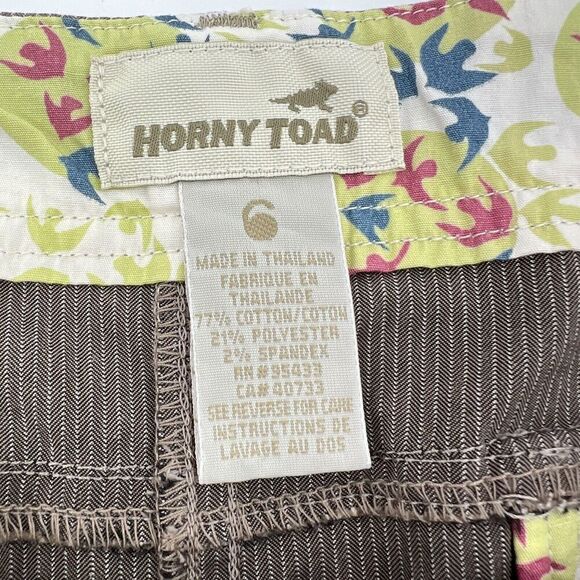 HORNY TOAD®
6
MADE IN THAILAND
FABRIQUE EN
THAILANDE
77% COTTON/COTON
21% POLYESTER
2% SPANDEX
RN#95433
CA#40733
SEE REVERSE FOR CARE
INSTRUCTIONS DE
LAVAGE AU DOS